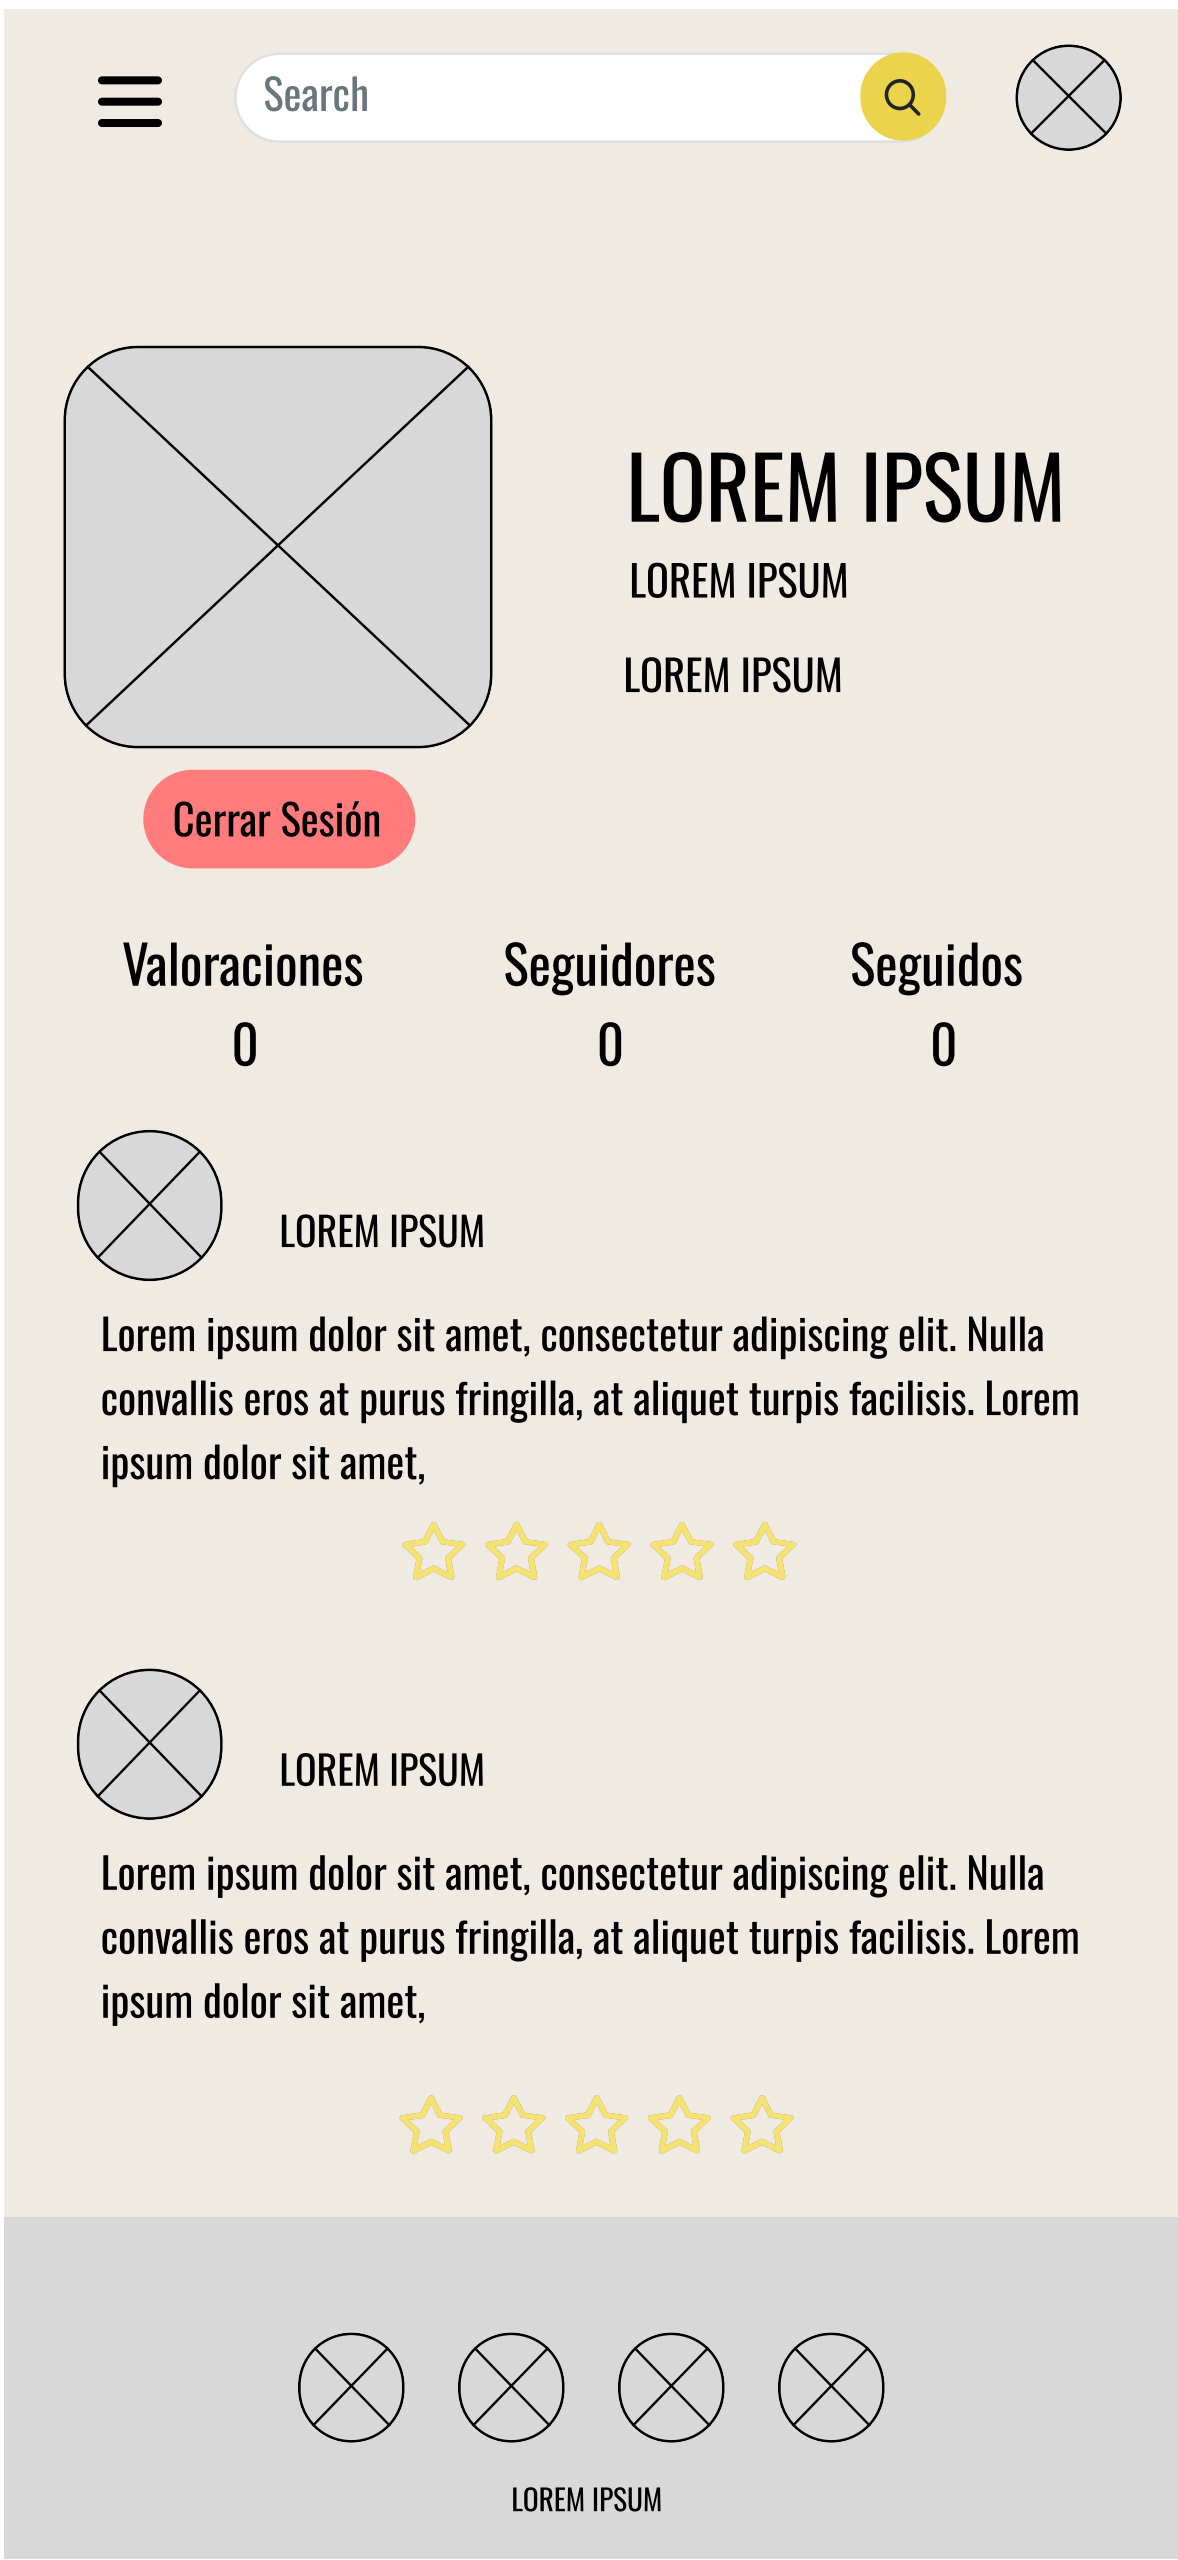 Search
LOREM IPSUM
LOREM IPSUM
LOREM IPSUM
Cerrar Sesión
Valoraciones Seguidores Seguidos
0 0 0
LOREM IPSUM
Lorem ipsum dolor sit amet, consectetur adipiscing elit. Nulla
convallis eros at purus fringilla, at aliquet turpis facilisis. Lorem
ipsum dolor sit amet,
LOREM IPSUM
Lorem ipsum dolor sit amet, consectetur adipiscing elit. Nulla
convallis eros at purus fringilla, at aliquet turpis facilisis. Lorem
ipsum dolor sit amet,
LOREM IPSUM